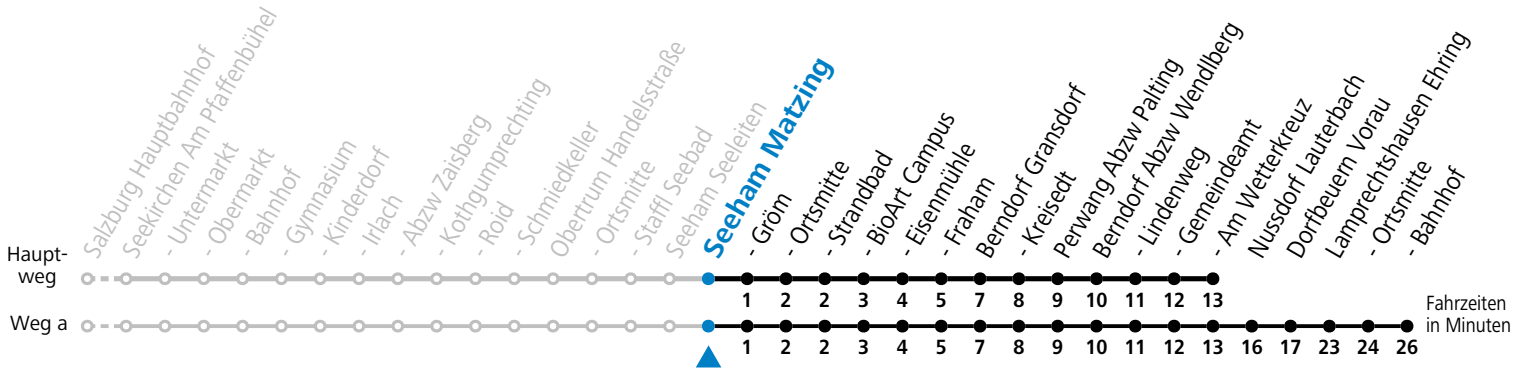 Salzburg Hauptbahnhof
Seekirchen Am Pfaffenbühel
- Untermarkt
- Obermarkt
- Bahnhof
- Gymnasium
- Kinderdorf
- Irlach
- Abzw Zaisberg
- Kothgumprechting
- Roid
- Schmiedkeller
Obertrum Handelsstraße
- Ortsmitte
- Staffl Seebad
Seeham Seeleiten
Seeham Matzing
- Gröm
- Ortsmitte
- Strandbad
- BioArt Campus
- Eisenmühle
- Fraham
Berndorf Gransdorf
- Kreisedt
Perwang Abzw Palting
Berndorf Abzw Wendlberg
- Lindenweg
- Gemeindeamt
- Am Wetterkreuz
Nussdorf Lauterbach
Dorfbeuern Vorau
Lamprechtshausen Ehring
- Ortsmitte
- Bahnhof
Haupt-
weg
1 2 2 3 4 5 7 8 9 10 11 12 13
Weg a
1 2 2 3 4 5 7 8 9 10 11 12 13 16 17 23 24 26
Fahrzeiten
in Minuten